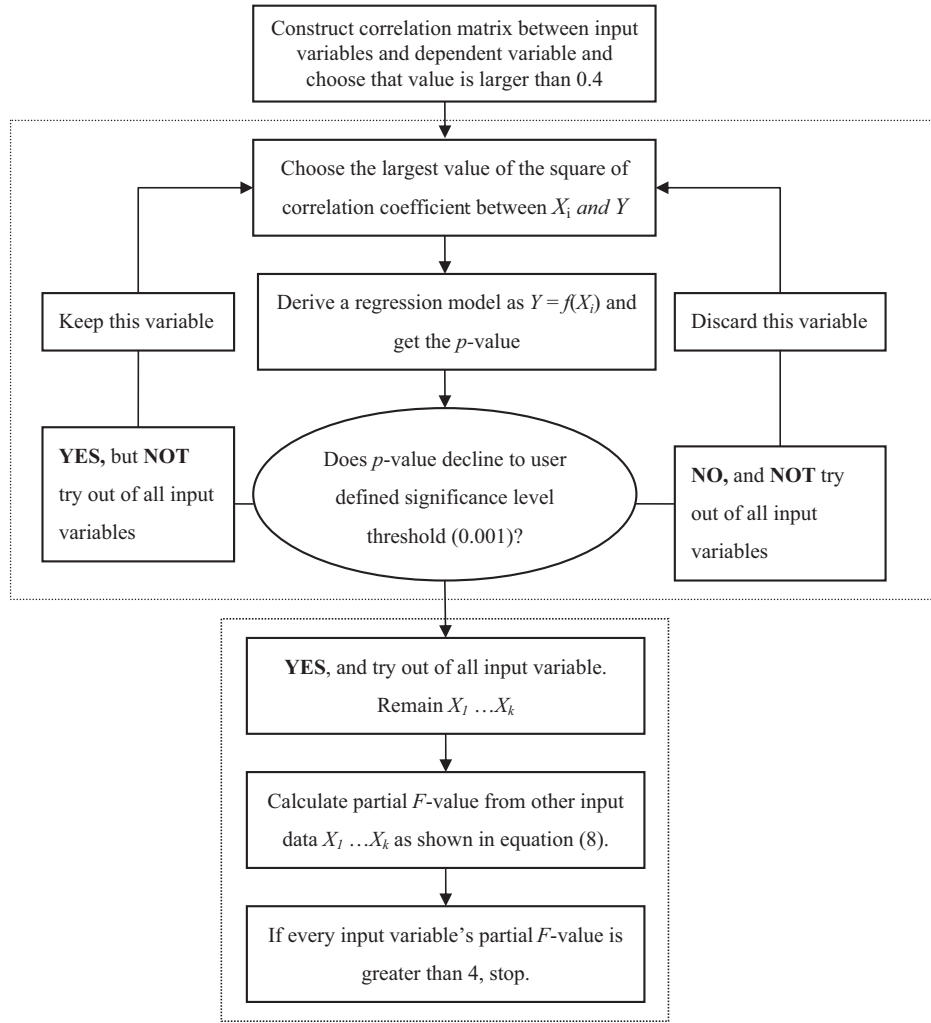 Construct correlation matrix between input
variables and dependent variable and
choose that value is larger than 0.4
Choose the largest value of the square of
correlation coefficient between Xi and Y
Derive a regression model as Y = f(Xi) and
get the p-value
Keep this variable
Discard this variable
YES, but NOT
try out of all input
variables
Does p-value decline to user
defined significance level
threshold (0.001)?
NO, and NOT try
out of all input
variables
YES, and try out of all input variable.
Remain X1 …Xk
Calculate partial F-value from other input
data X1 …Xk as shown in equation (8).
If every input variable’s partial F-value is
greater than 4, stop.